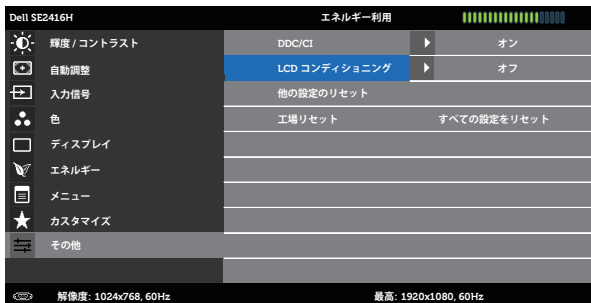 Dell SE2416H エネルギー利用
輝度 / コントラスト DDC/CI オン
自動調整 LCD コンディショニング オフ
入力信号 他の設定のリセット
色 工場リセット すべての設定をリセット
ディスプレイ
エネルギー
メニュー
カスタマイズ
その他
解像度: 1024x768, 60Hz 最高: 1920x1080, 60Hz